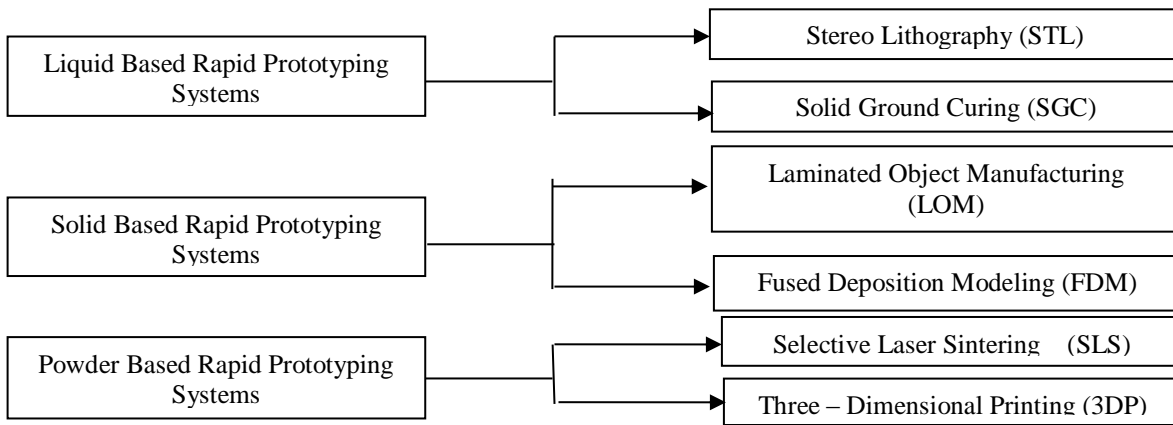 Liquid Based Rapid Prototyping
Systems
Stereo Lithography (STL)
Solid Ground Curing (SGC)
Solid Based Rapid Prototyping
Systems
Laminated Object Manufacturing
(LOM)
Fused Deposition Modeling (FDM)
Powder Based Rapid Prototyping
Systems
Selective Laser Sintering (SLS)
Three – Dimensional Printing (3DP)